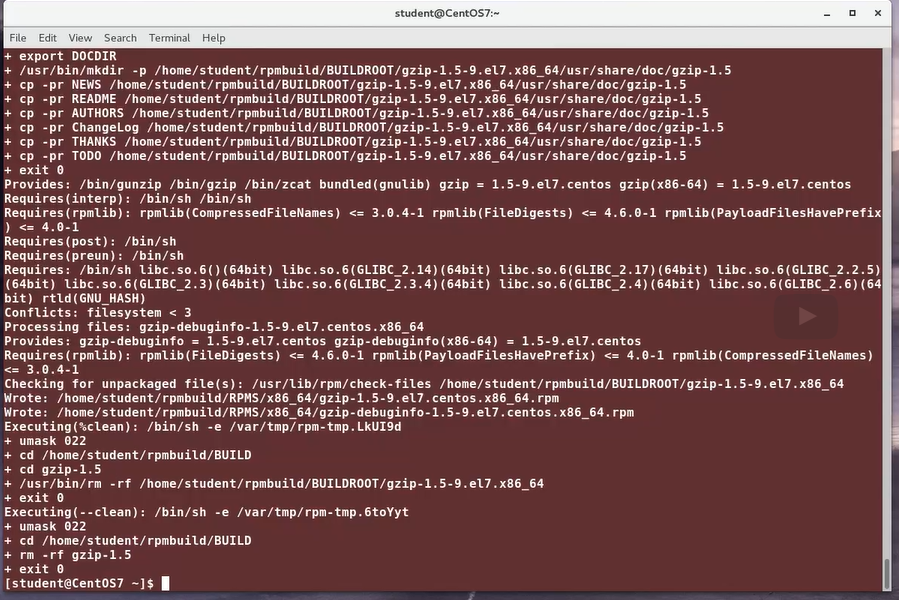 student@CentOS7:~
File Edit View Search Terminal Help
+ export DOCDIR
+ /usr/bin/mkdir -p /home/student/rpmbuild/BUILDROOT/gzip-1.5-9.el7.x86_64/usr/share/doc/gzip-1.5
+ cp -pr NEWS /home/student/rpmbuild/BUILDROOT/gzip-1.5-9.el7.x86_64/usr/share/doc/gzip-1.5
+ cp -pr README /home/student/rpmbuild/BUILDROOT/gzip-1.5-9.el7.x86_64/usr/share/doc/gzip-1.5
+ cp -pr AUTHORS /home/student/rpmbuild/BUILDROOT/gzip-1.5-9.el7.x86_64/usr/share/doc/gzip-1.5
+ cp -pr ChangeLog /home/student/rpmbuild/BUILDROOT/gzip-1.5-9.el7.x86_64/usr/share/doc/gzip-1.5
+ cp -pr THANKS /home/student/rpmbuild/BUILDROOT/gzip-1.5-9.el7.x86_64/usr/share/doc/gzip-1.5
+ cp -pr TODO /home/student/rpmbuild/BUILDROOT/gzip-1.5-9.el7.x86_64/usr/share/doc/gzip-1.5
+ exit 0
Provides: /bin/gunzip /bin/gzip /bin/zcat bundled(gnulib) gzip = 1.5-9.el7.centos gzip(x86-64) = 1.5-9.el7.centos
Requires(interp): /bin/sh /bin/sh
Requires(rpmlib): rpmlib(CompressedFileNames) <= 3.0.4-1 rpmlib(FileDigests) <= 4.6.0-1 rpmlib(PayloadFilesHavePrefix
) <= 4.0-1
Requires(post): /bin/sh
Requires(preun): /bin/sh
Requires: /bin/sh libc.so.6()(64bit) libc.so.6(GLIBC_2.14)(64bit) libc.so.6(GLIBC_2.17)(64bit) libc.so.6(GLIBC_2.2.5)
(64bit) libc.so.6(GLIBC_2.3)(64bit) libc.so.6(GLIBC_2.3.4)(64bit) libc.so.6(GLIBC_2.4)(64bit) libc.so.6(GLIBC_2.6)(64
bit) rtld(GNU_HASH)
Conflicts: filesystem < 3
Processing files: gzip-debuginfo-1.5-9.el7.centos.x86_64
Provides: gzip-debuginfo = 1.5-9.el7.centos gzip-debuginfo(x86-64) = 1.5-9.el7.centos
Requires(rpmlib): rpmlib(FileDigests) <= 4.6.0-1 rpmlib(PayloadFilesHavePrefix) <= 4.0-1 rpmlib(CompressedFileNames)
<= 3.0.4-1
Checking for unpackaged file(s): /usr/lib/rpm/check-files /home/student/rpmbuild/BUILDROOT/gzip-1.5-9.el7.x86_64
Wrote: /home/student/rpmbuild/RPMS/x86_64/gzip-1.5-9.el7.centos.x86_64.rpm
Wrote: /home/student/rpmbuild/RPMS/x86_64/gzip-debuginfo-1.5-9.el7.centos.x86_64.rpm
Executing(%clean): /bin/sh -e /var/tmp/rpm-tmp.LkUI9d
+ umask 022
+ cd /home/student/rpmbuild/BUILD
+ cd gzip-1.5
+ /usr/bin/rm -rf /home/student/rpmbuild/BUILDROOT/gzip-1.5-9.el7.x86_64
+ exit 0
Executing(--clean): /bin/sh -e /var/tmp/rpm-tmp.6toYyt
+ umask 022
+ cd /home/student/rpmbuild/BUILD
+ rm -rf gzip-1.5
+ exit 0
[student@CentOS7 ~]$